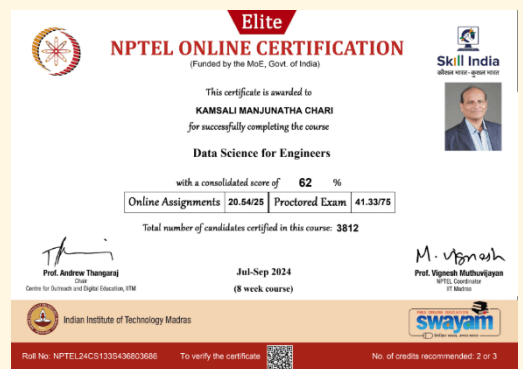 Elite
NPTEL ONLINE CERTIFICATION
(Funded by the MoE, Govt. of India)
Skill India
कौशल भारत - कुशल भारत
This certificate is awarded to
KAMSALI MANJUNATHA CHARI
for successfully completing the course
Data Science for Engineers
with a consolidated score of 62 %
Online Assignments 20.54/25 Proctored Exam 41.33/75
Total number of candidates certified in this course: 3812
M. Vignesh
Prof. Andrew Thangaraj
Chair
Centre for Outreach and Digital Education, IITM
Jul-Sep 2024
(8 week course)
Prof. Vignesh Muthuvijayan
NPTEL Coordinator
IIT Madras
Indian Institute of Technology Madras
FREE ONLINE EDUCATION
swayam
Roll No: NPTEL24CS133S436803686 To verify the certificate No. of credits recommended: 2 or 3